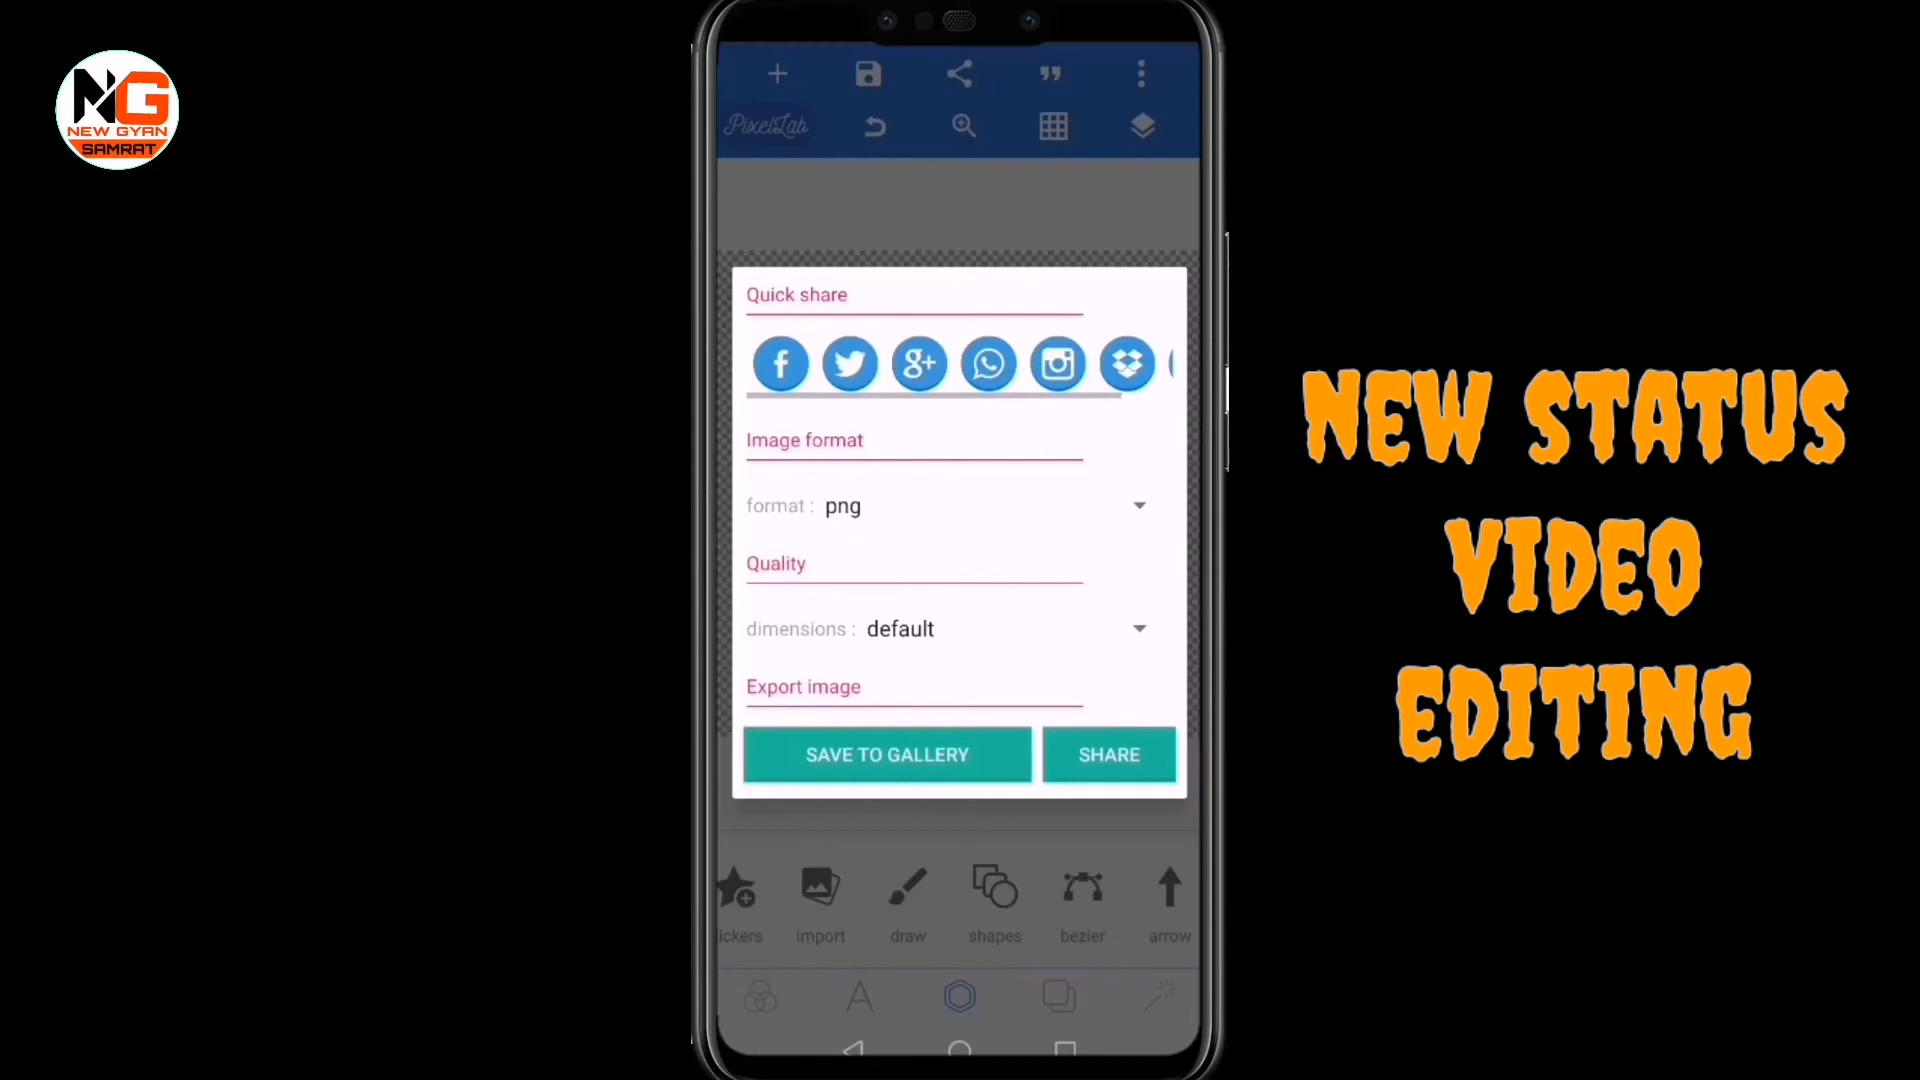 NG
NEW GYAN
SAMRAT
PixelLab
Quick share
Image format
format : png
Quality
dimensions : default
Export image
SAVE TO GALLERY
SHARE
ickers
import
draw
shapes
bezier
arrow
NEW STATUS
VIDEO
EDITING